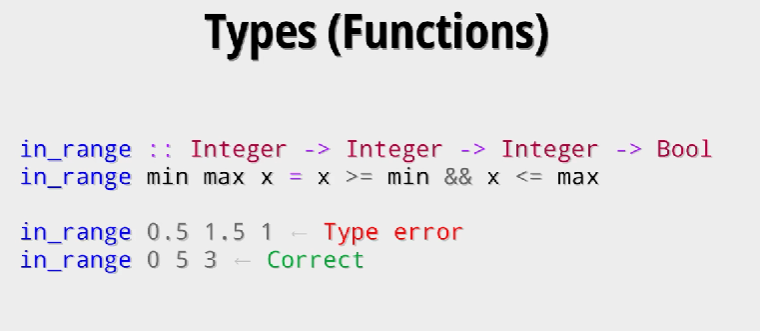 Types (Functions)
in_range :: Integer -> Integer -> Integer -> Bool
in_range min max x = x >= min && x <= max
in_range 0.5 1.5 1 ← Type error
in_range 0 5 3 ← Correct